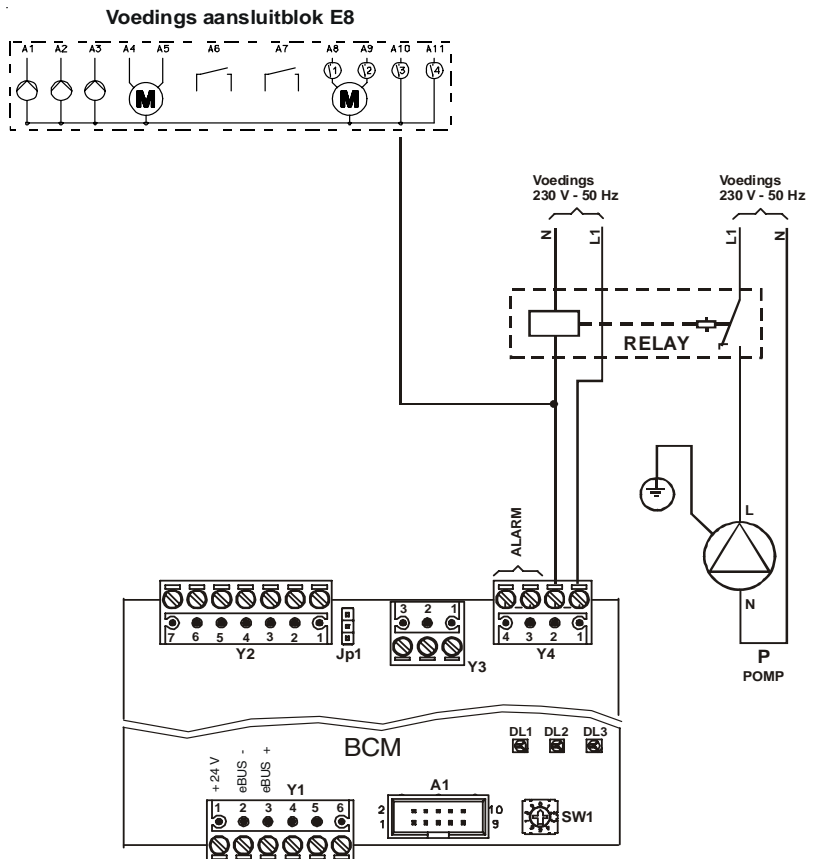 Voedings aansluitblok E8
A1 A2 A3 A4 A5 A6 A7 A8 A9 A10 A11
1 2 3 4
M M
Voedings
230 V - 50 Hz
Voedings
230 V - 50 Hz
N L1 L1 N
RELAY
ALARM
L
N
P
POMP
7 6 5 4 3 2 1
Y2
Jp1
3 2 1
Y3
4 3 2 1
Y4
BCM
DL1 DL2 DL3
+ 24 V
eBUS -
eBUS +
Y1
1 2 3 4 5 6
A1
2 10
1 9
SW1